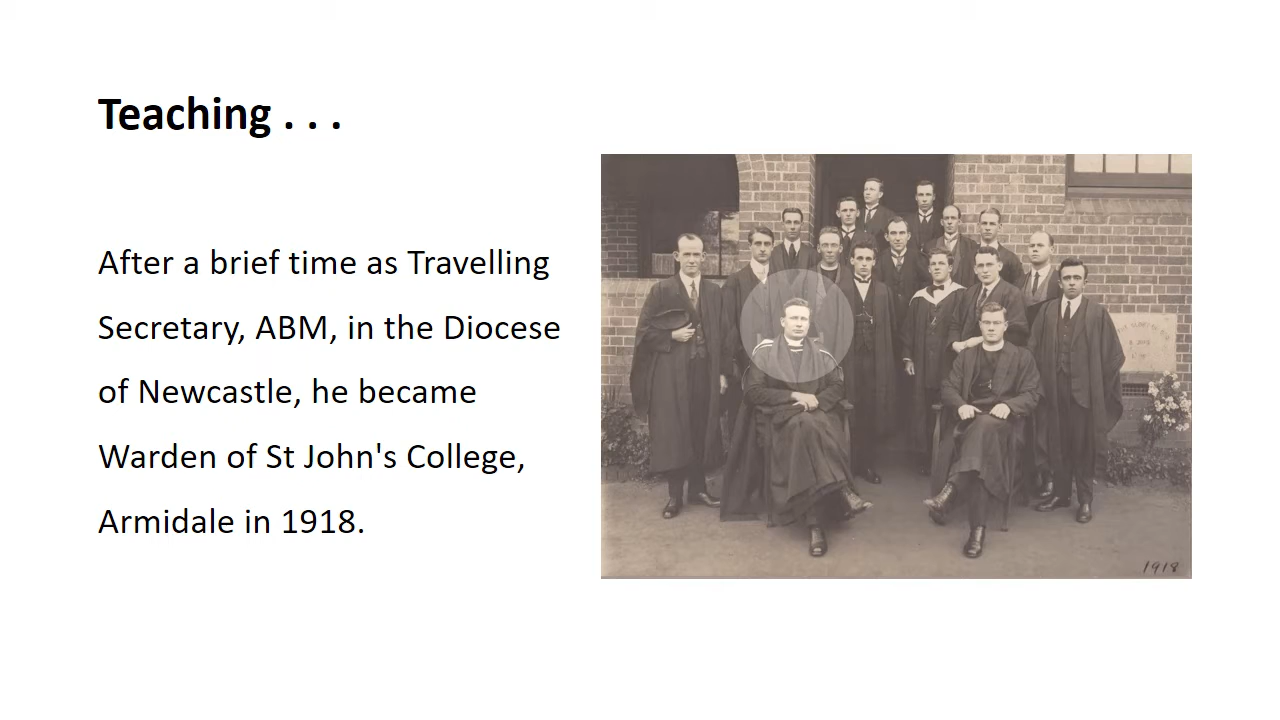 Teaching . . .
After a brief time as Travelling
Secretary, ABM, in the Diocese
of Newcastle, he became
Warden of St John's College,
Armidale in 1918.
1918